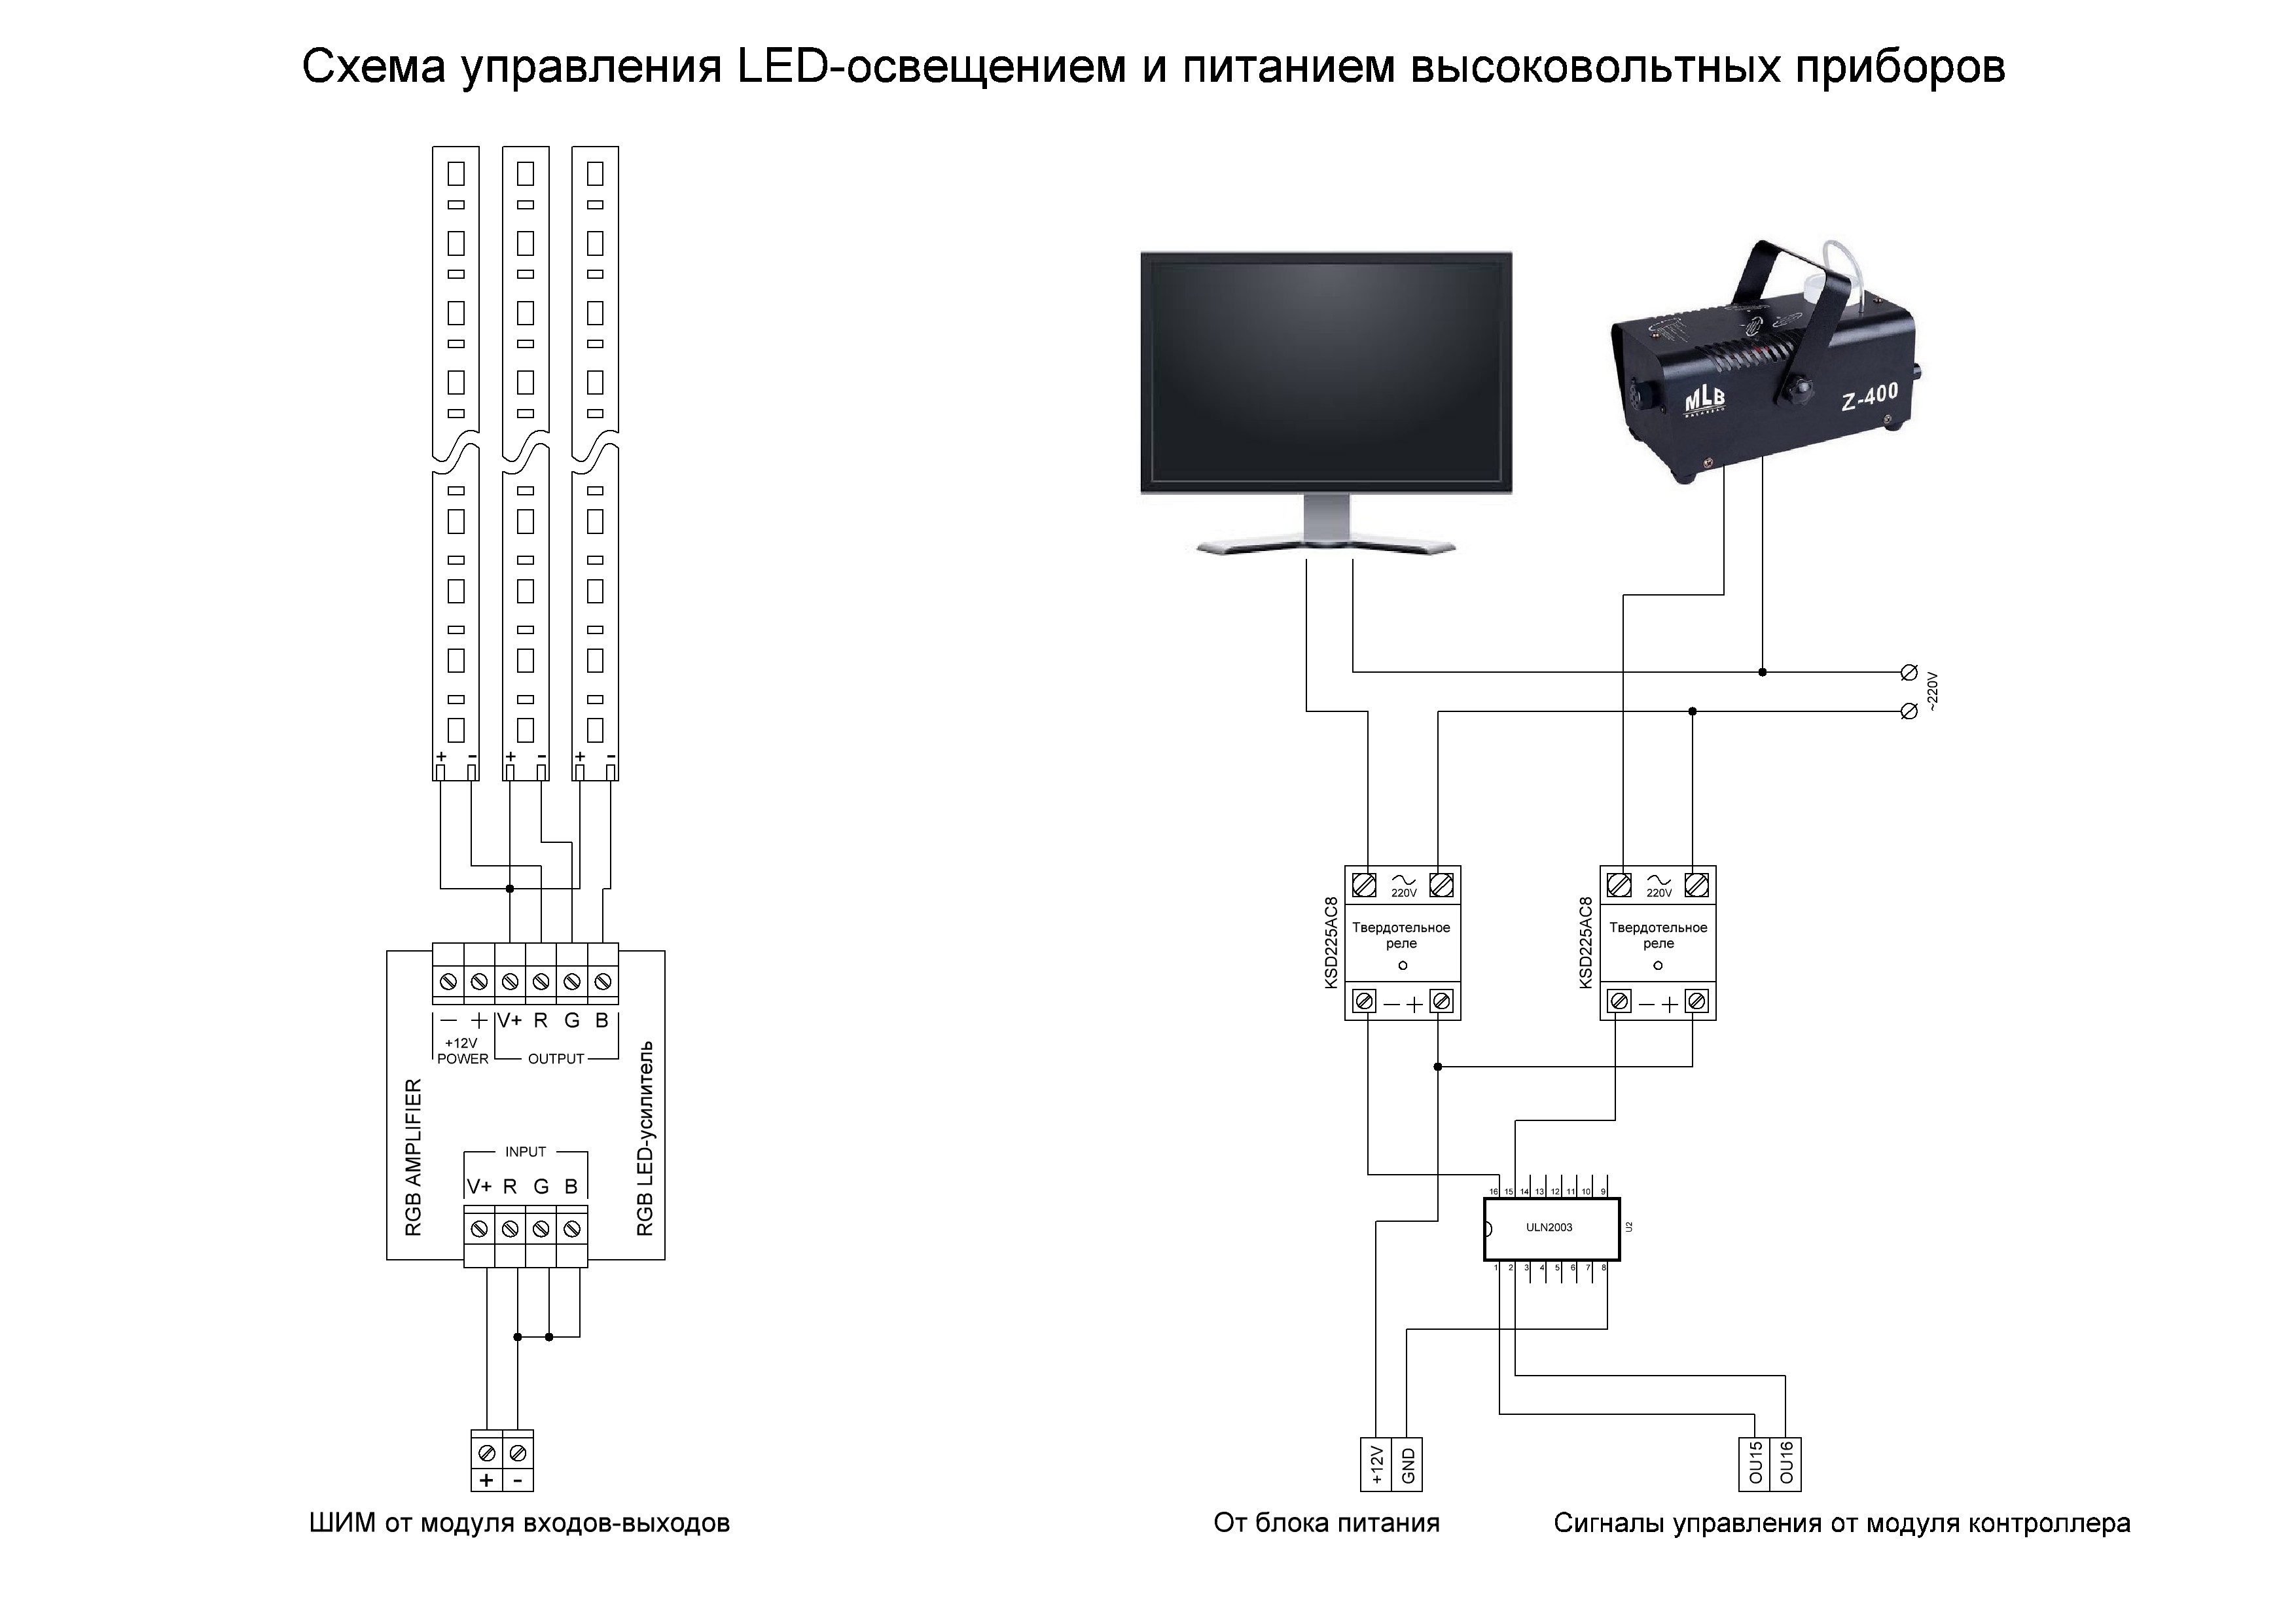 Схема управления LED-освещением и питанием высоковольтных приборов
MLB
Z-400
~220V
+ - + - + -
220V
220V
KSD225AC8
Твердотельное
реле
KSD225AC8
Твердотельное
реле
— +
— +
— + V+ R G B
+12V
POWER
OUTPUT
RGB AMPLIFIER
RGB LED-усилитель
INPUT
V+ R G B
16 15 14 13 12 11 10 9
ULN2003
U2
1 2 3 4 5 6 7 8
+ -
+12V
GND
OU15
OU16
ШИМ от модуля входов-выходов
От блока питания
Сигналы управления от модуля контроллера